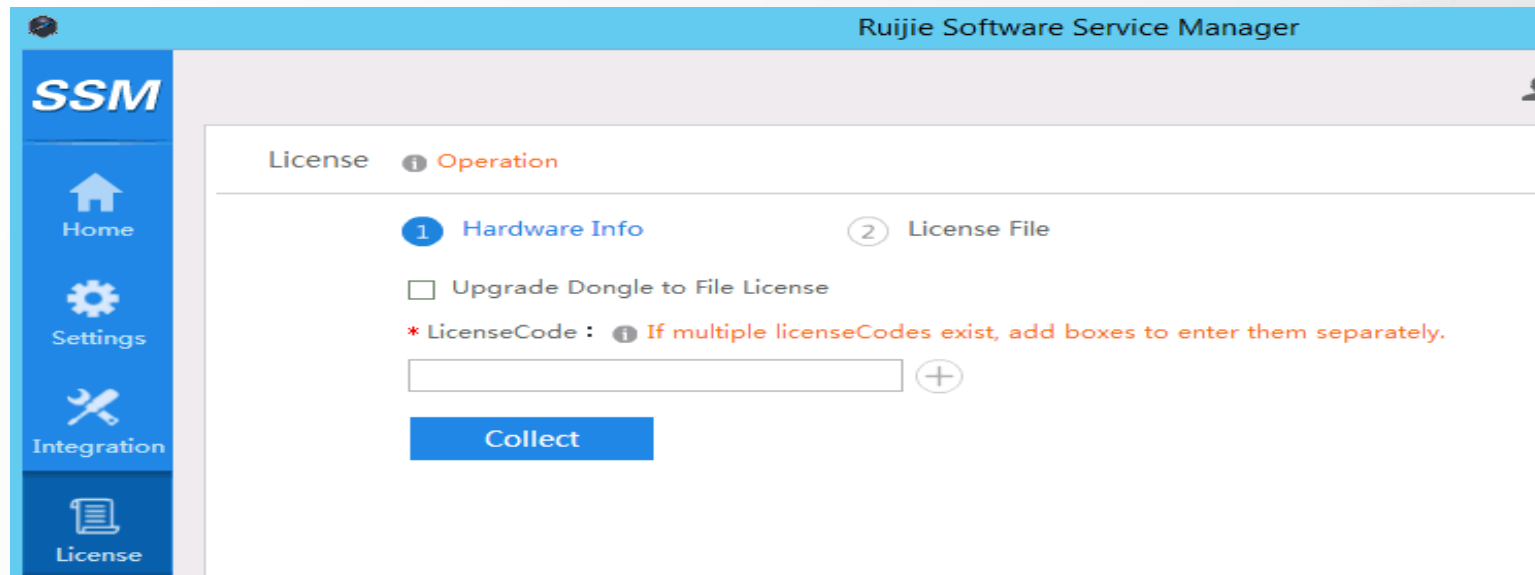 Ruijie Software Service Manager
SSM
License Operation
Home
1 Hardware Info 2 License File
Upgrade Dongle to File License
Settings
* LicenseCode： If multiple licenseCodes exist, add boxes to enter them separately.
Integration
Collect
License